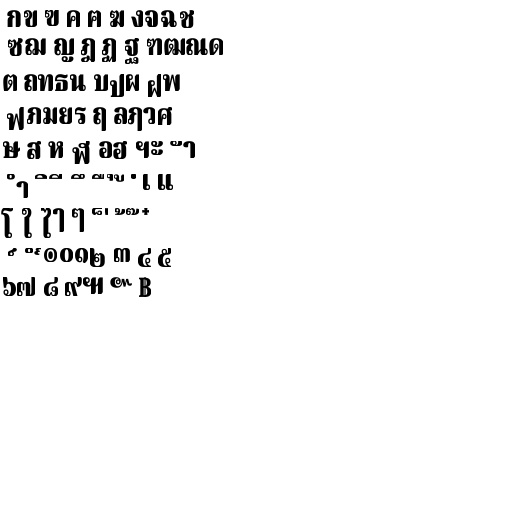 กขฃคฅฆงจฉช
ซฌญฎฏฐฑฒณด
ตถทธนบปผฝพ
ฟภมยรฤลฦวศ
ษสหฬอฮฯะ ั า
 ำ ิ ี ึ ื ุ ู ฺ เแ
โใไๅๆ ็ ่ ้ ๊ ๋
 ์ ํ ๎ ๏๐๑๒๓๔๕
๖๗๘๙๚๛฿